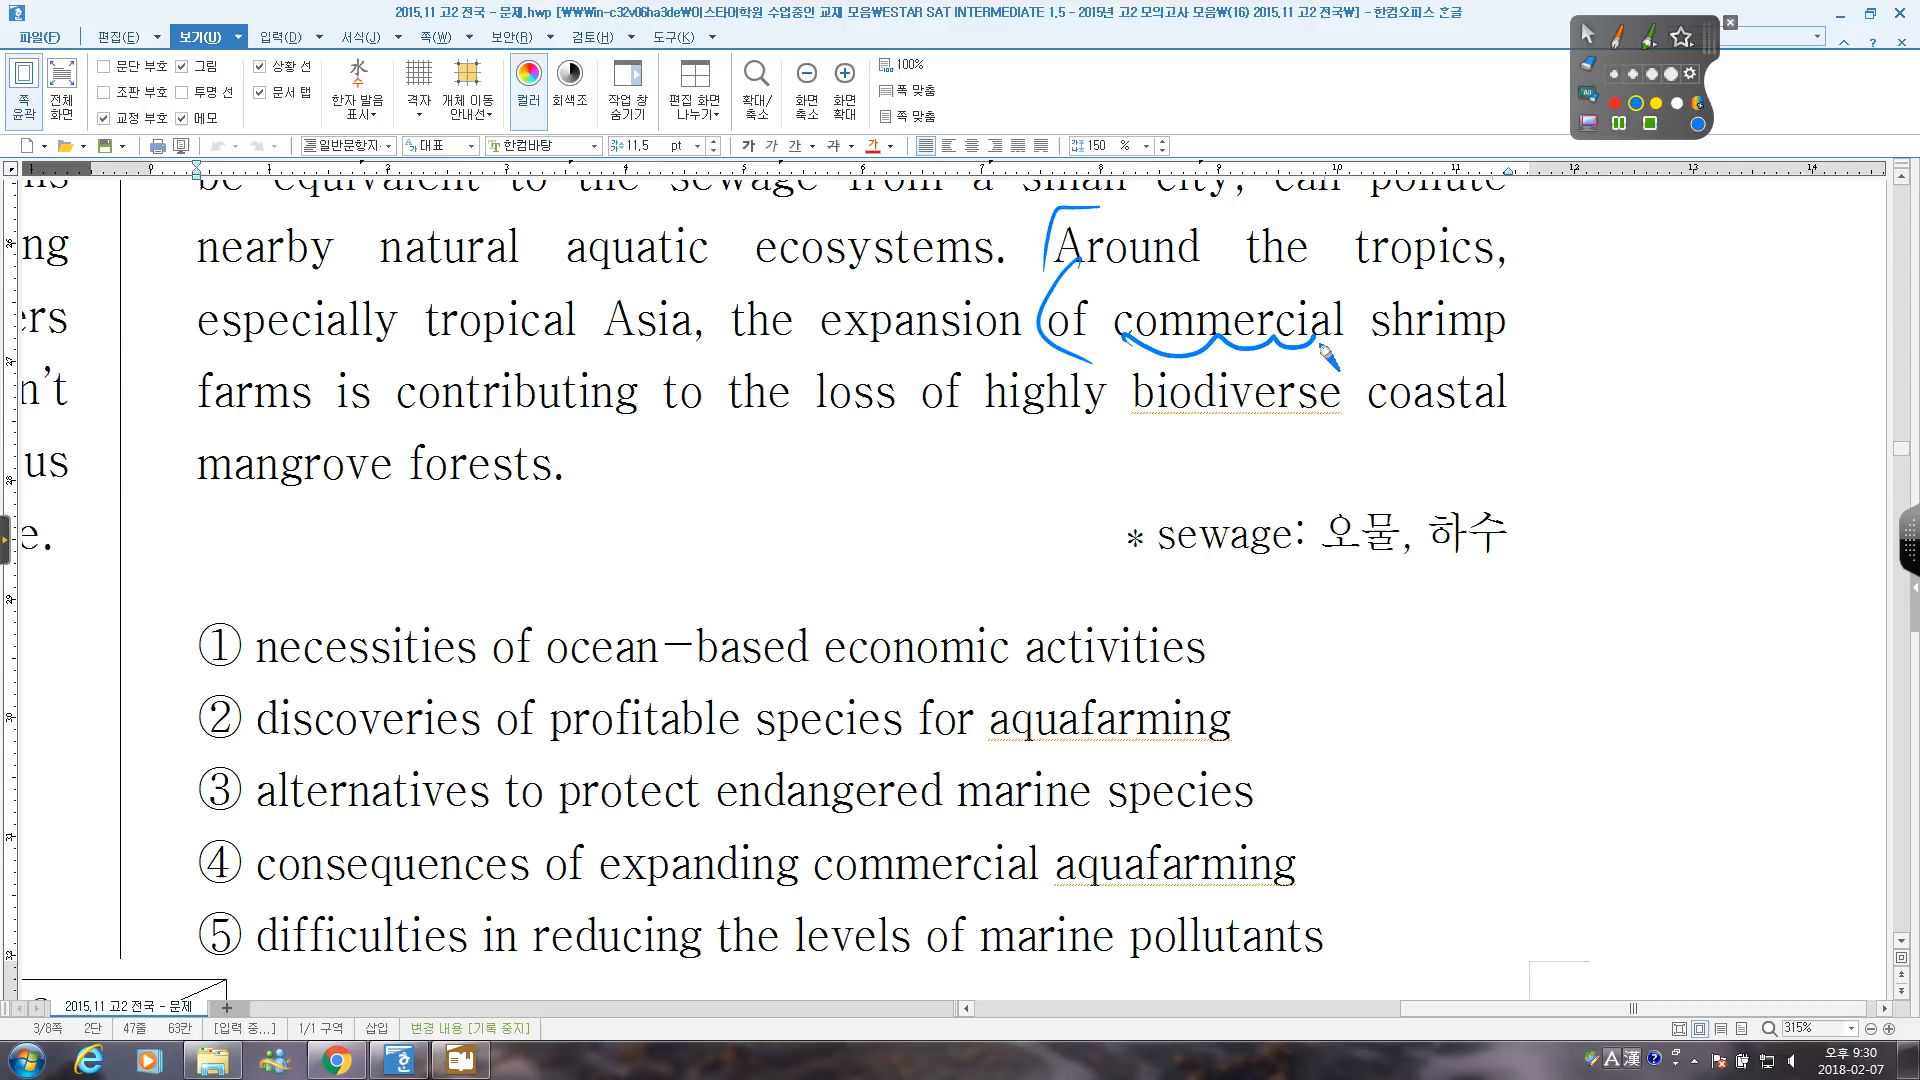 2015.11 고2 전국 - 문제.hwp [₩₩Win-c32v06ha3de₩이스타어학원 수업중인 교재 모음₩ESTAR SAT INTERMEDIATE 1.5 - 2015년 고2 모의고사 모음₩(16) 2015.11 고2 전국₩] - 한컴오피스 한글
파일(F) 편집(E) 보기(U) 입력(D) 서식(J) 쪽(W) 보안(B) 검토(H) 도구(K)
쪽 윤곽
전체 화면
문단 부호 그림
조판 부호 투명 선
교정 부호 메모
상황 선
문서 탭
한자 발음 표시
격자
개체 이동 안내선
컬러
회색조
작업 창 숨기기
편집 화면 나누기
확대/축소
화면 축소
화면 확대
100%
폭 맞춤
쪽 맞춤
일반문항지 대표 한컴바탕 11.5 pt 가 가 가 가 가 150 %
nearby natural aquatic ecosystems. Around the tropics,
especially tropical Asia, the expansion of commercial shrimp
farms is contributing to the loss of highly biodiverse coastal
mangrove forests.
* sewage: 오물, 하수
① necessities of ocean-based economic activities
② discoveries of profitable species for aquafarming
③ alternatives to protect endangered marine species
④ consequences of expanding commercial aquafarming
⑤ difficulties in reducing the levels of marine pollutants
ng
ers
n't
us
e.
2015.11 고2 전국 - 문제
3/8쪽 2단 47줄 63칸 [입력 중...] 1/1 구역 삽입 변경 내용 [기록 중지] 315%
A 漢
오후 9:30
2018-02-07